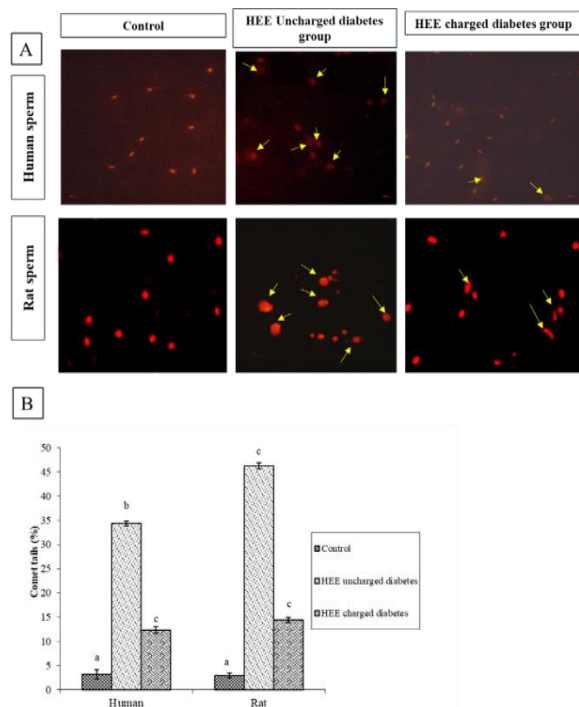 A
Control
HEE Uncharged diabetes
group
HEE charged diabetes group
Human sperm
Rat sperm
B
Comet tails (%)
50
45
40
35
30
25
20
15
10
5
0
a
b
c
a
c
c
Human
Rat
Control
HEE uncharged diabetes
HEE charged diabetes